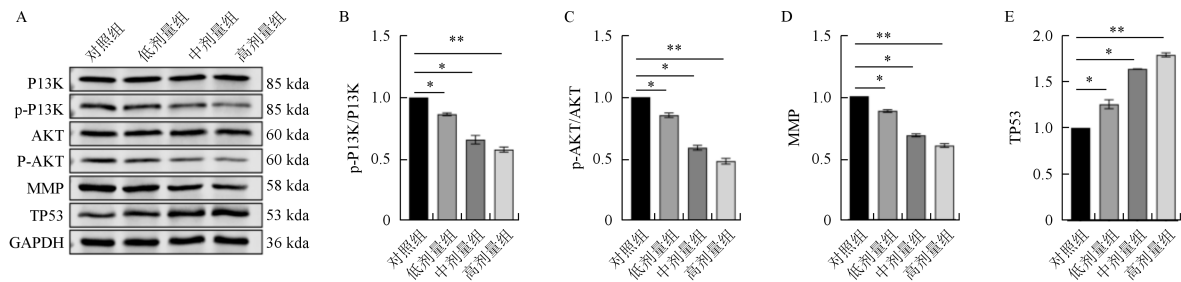 A
对照组 低剂量组 中剂量组 高剂量组
P13K 85 kda
p-P13K 85 kda
AKT 60 kda
P-AKT 60 kda
MMP 58 kda
TP53 53 kda
GAPDH 36 kda
B
p-P13K/P13K
1.5
1.0
0.5
0
**
*
*
对照组 低剂量组 中剂量组 高剂量组
C
p-AKT/AKT
1.5
1.0
0.5
0
**
*
*
对照组 低剂量组 中剂量组 高剂量组
D
MMP
1.5
1.0
0.5
0
**
*
*
对照组 低剂量组 中剂量组 高剂量组
E
TP53
2.0
1.5
1.0
0.5
0
**
*
*
对照组 低剂量组 中剂量组 高剂量组